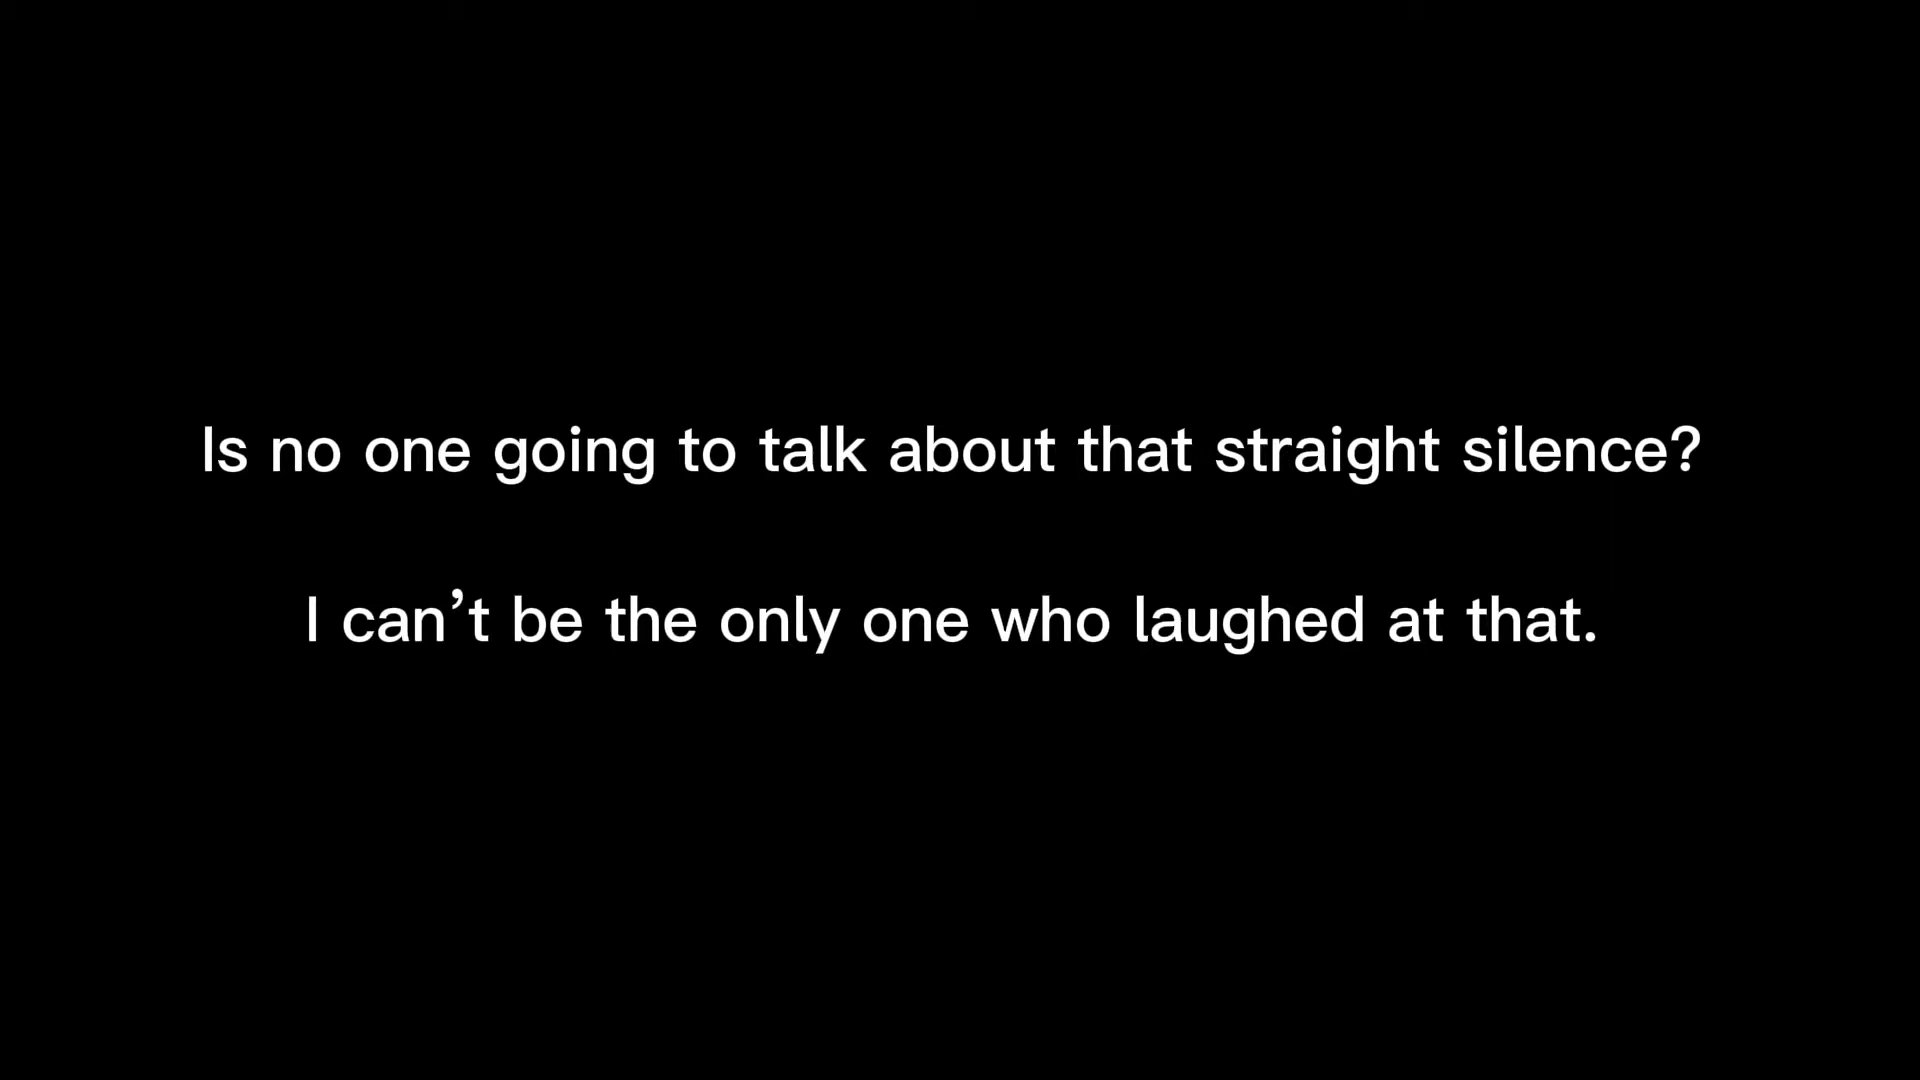 Is no one going to talk about that straight silence?
I can’t be the only one who laughed at that.